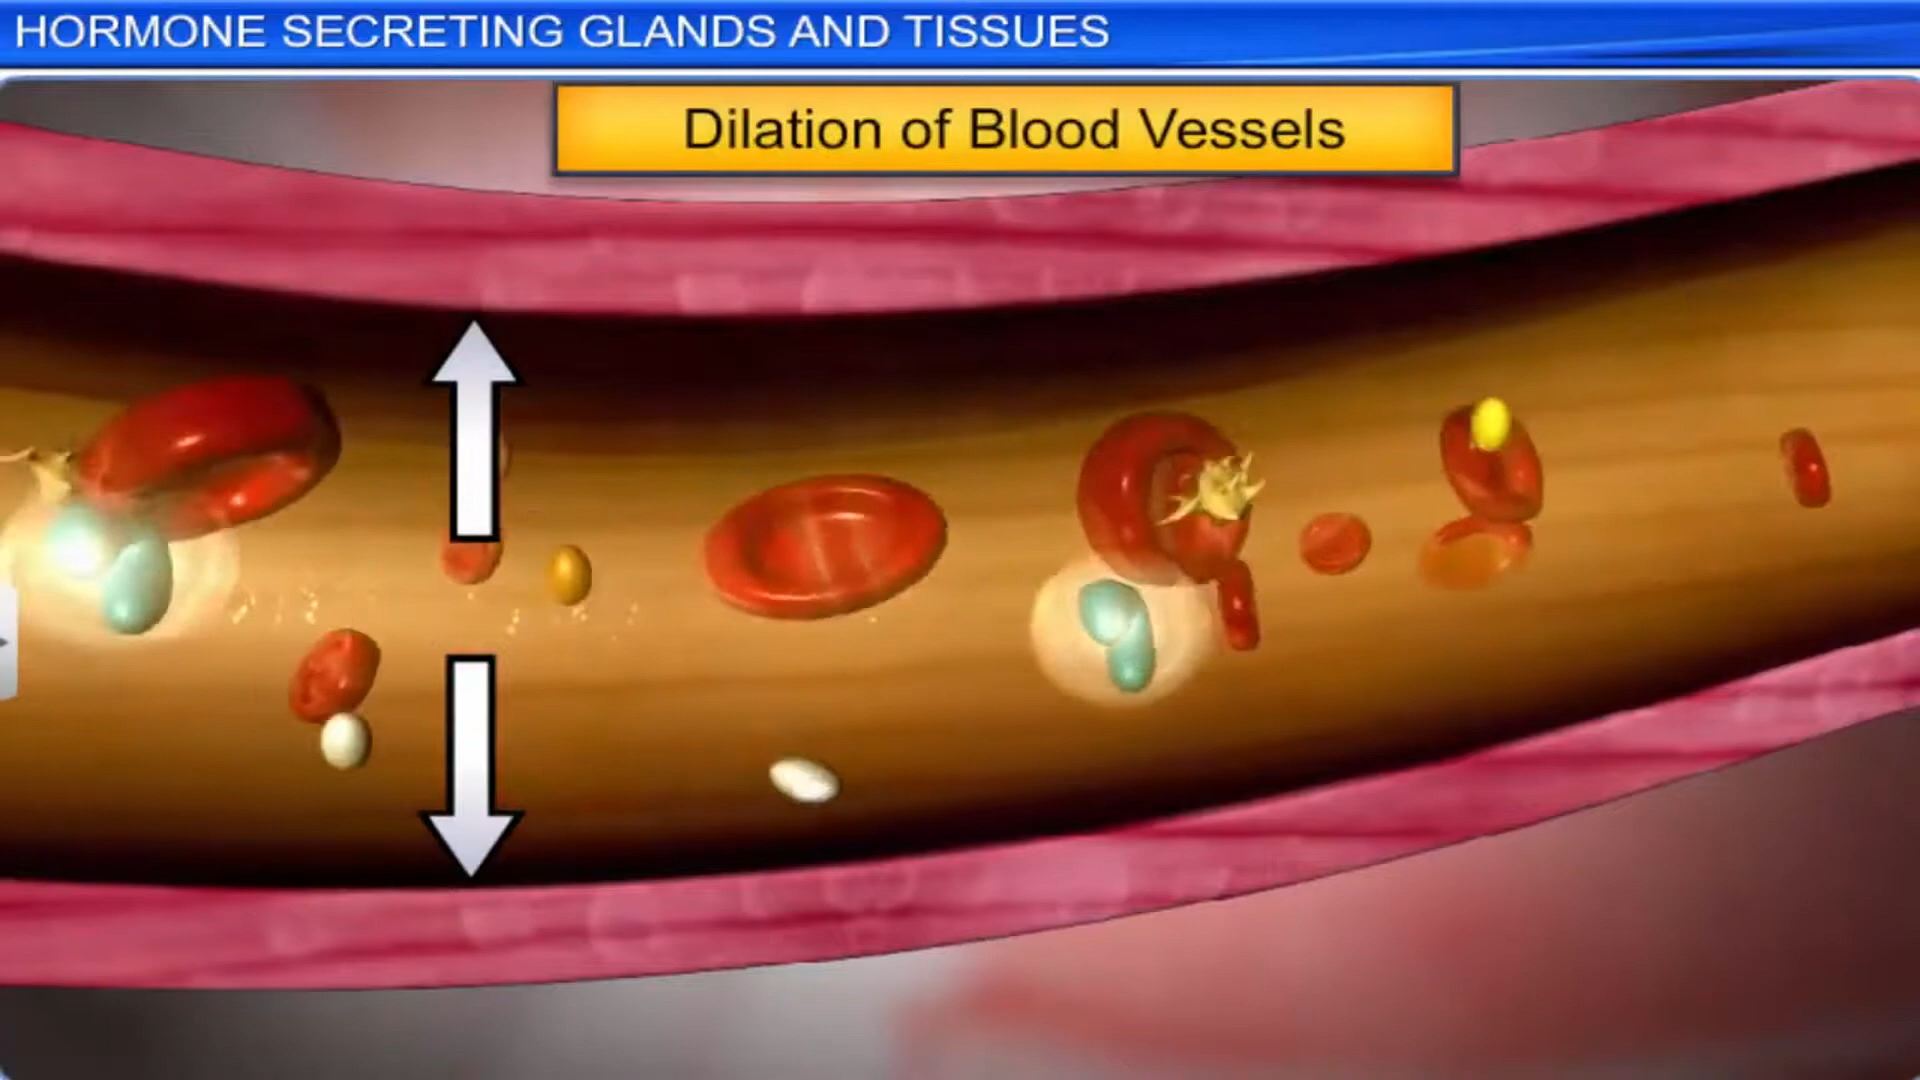 HORMONE SECRETING GLANDS AND TISSUES
Dilation of Blood Vessels